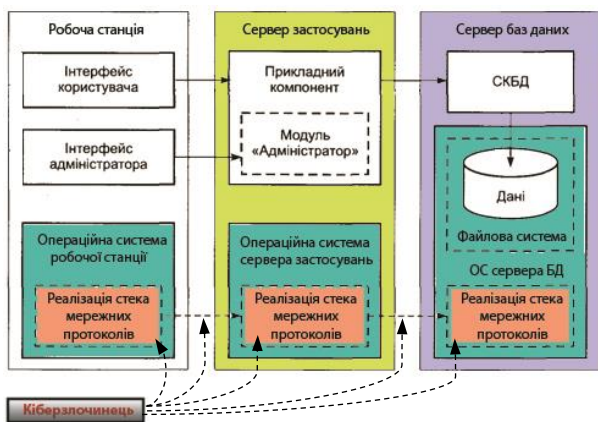 Робоча станція
Інтерфейс
користувача
Інтерфейс
адміністратора
Операційна система
робочої станції
Реалізація стека
мережних
протоколів
Сервер застосувань
Прикладний
компонент
Модуль
«Адміністратор»
Операційна система
сервера застосувань
Реалізація стека
мережних
протоколів
Сервер баз даних
СКБД
Дані
Файлова система
ОС сервера БД
Реалізація стека
мережних
протоколів
Кіберзлочинець